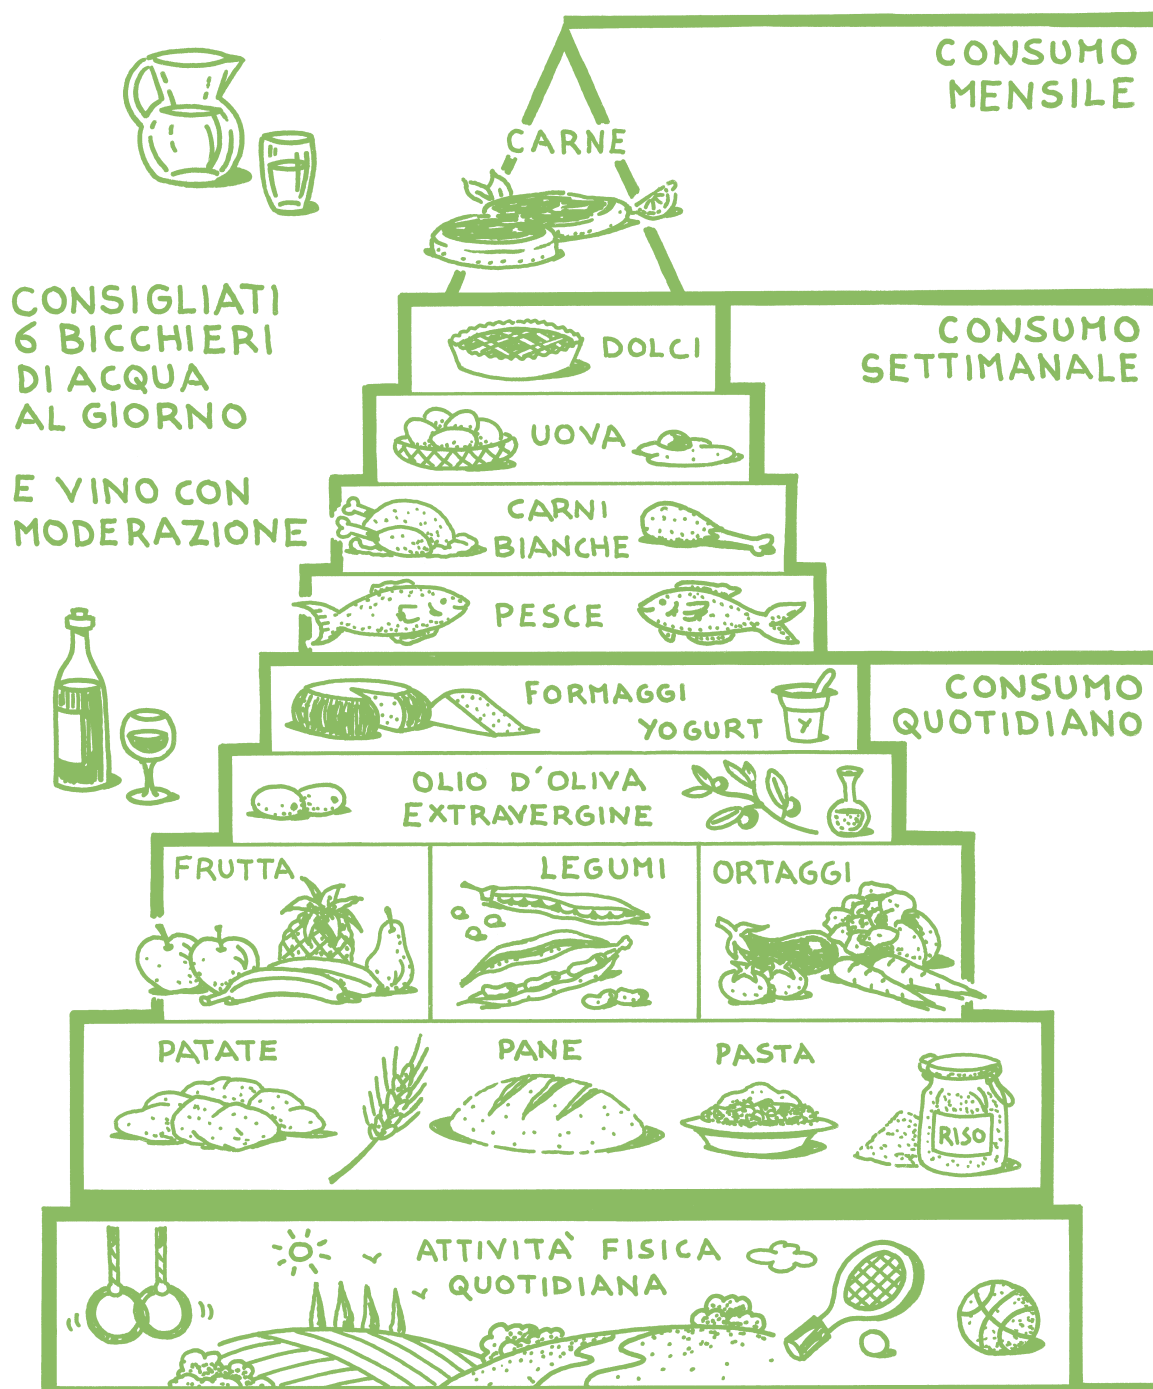 CONSUMO
MENSILE
CARNE
CONSIGLIATI
6 BICCHIERI
DI ACQUA
AL GIORNO
E VINO CON
MODERAZIONE
CONSUMO
SETTIMANALE
DOLCI
UOVA
CARNI
BIANCHE
PESCE
CONSUMO
QUOTIDIANO
FORMAGGI
YOGURT
Y
OLIO D'OLIVA
EXTRAVERGINE
FRUTTA
LEGUMI
ORTAGGI
PATATE
PANE
PASTA
RISO
ATTIVITA' FISICA
QUOTIDIANA